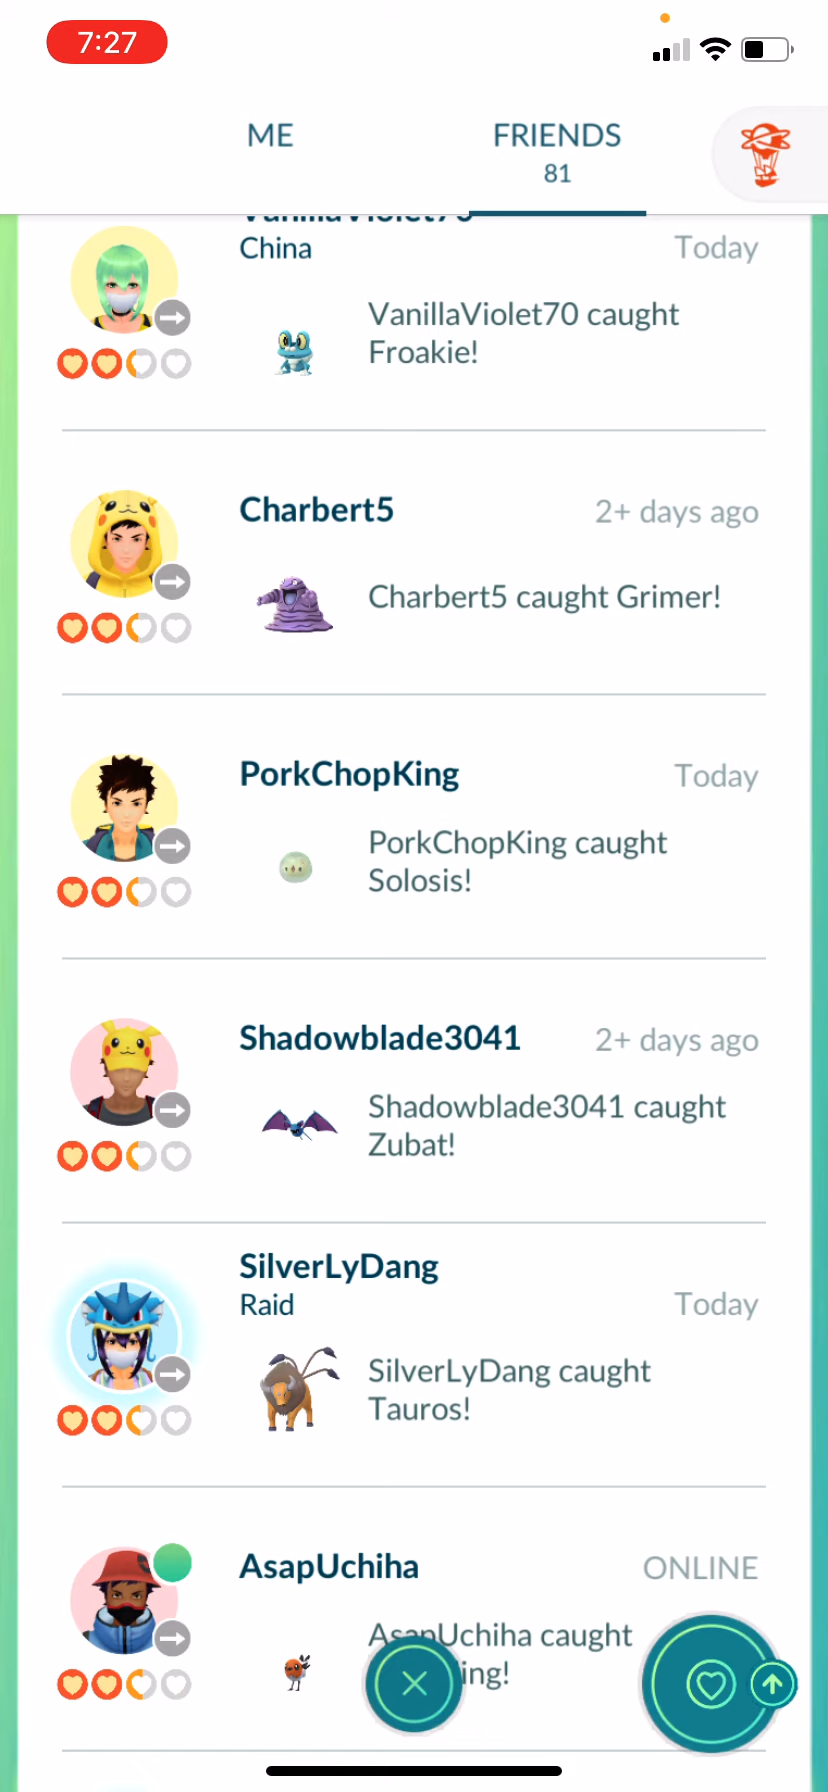 7:27
ME
FRIENDS
81
VanillaViolet70
China
Today
VanillaViolet70 caught
Froakie!
Charbert5
2+ days ago
Charbert5 caught Grimer!
PorkChopKing
Today
PorkChopKing caught
Solosis!
Shadowblade3041
2+ days ago
Shadowblade3041 caught
Zubat!
SilverLyDang
Raid
Today
SilverLyDang caught
Tauros!
AsapUchiha
ONLINE
AsapUchiha caught